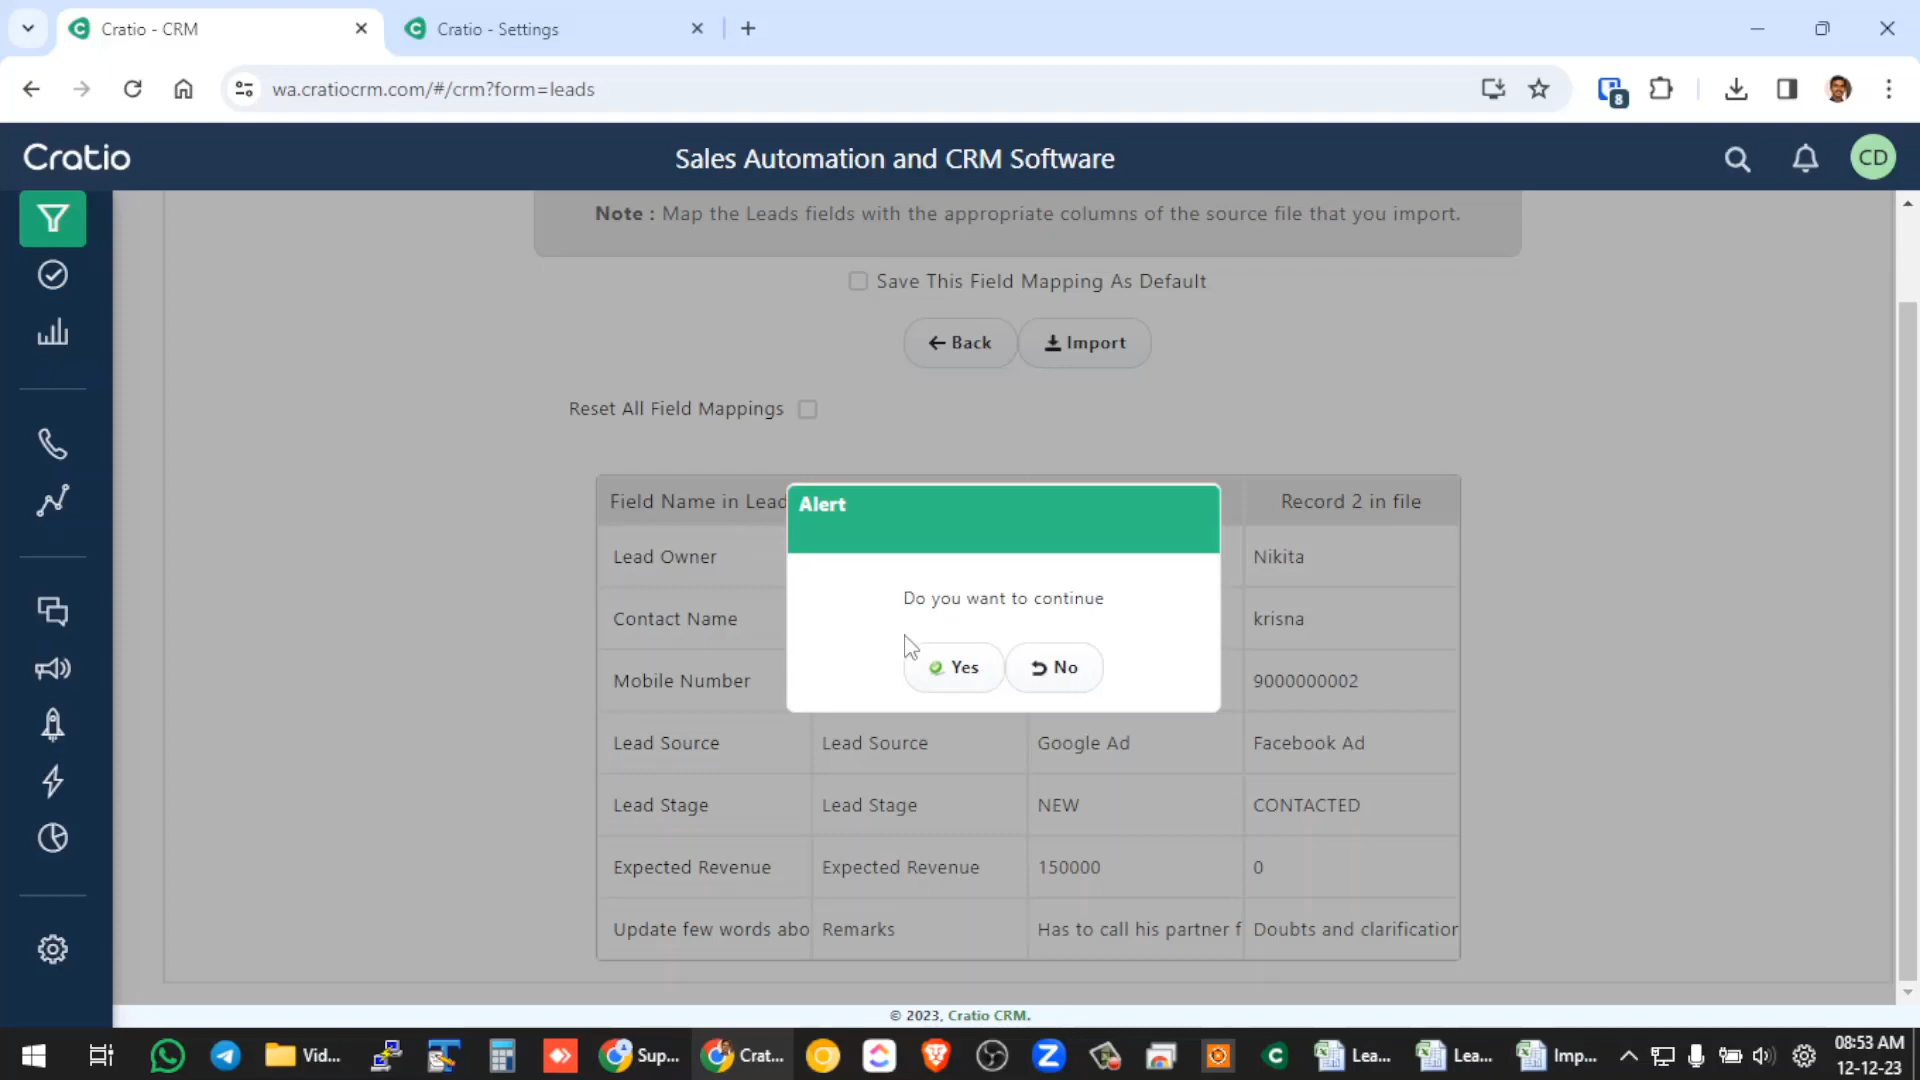 Cratio - CRM
Cratio - Settings
wa.cratiocrm.com/#/crm?form=leads
8
Cratio
Sales Automation and CRM Software
CD
Note : Map the Leads fields with the appropriate columns of the source file that you import.
Save This Field Mapping As Default
Back
Import
Reset All Field Mappings
Field Name in Lead
Record 2 in file
Alert
Do you want to continue
Yes
No
Lead Owner
Nikita
Contact Name
krisna
Mobile Number
9000000002
Lead Source
Lead Source
Google Ad
Facebook Ad
Lead Stage
Lead Stage
NEW
CONTACTED
Expected Revenue
Expected Revenue
150000
0
Update few words abo
Remarks
Has to call his partner f
Doubts and clarification
© 2023, Cratio CRM.
Vid...
Sup...
Crat...
Lea...
Lea...
Imp...
08:53 AM
12-12-23